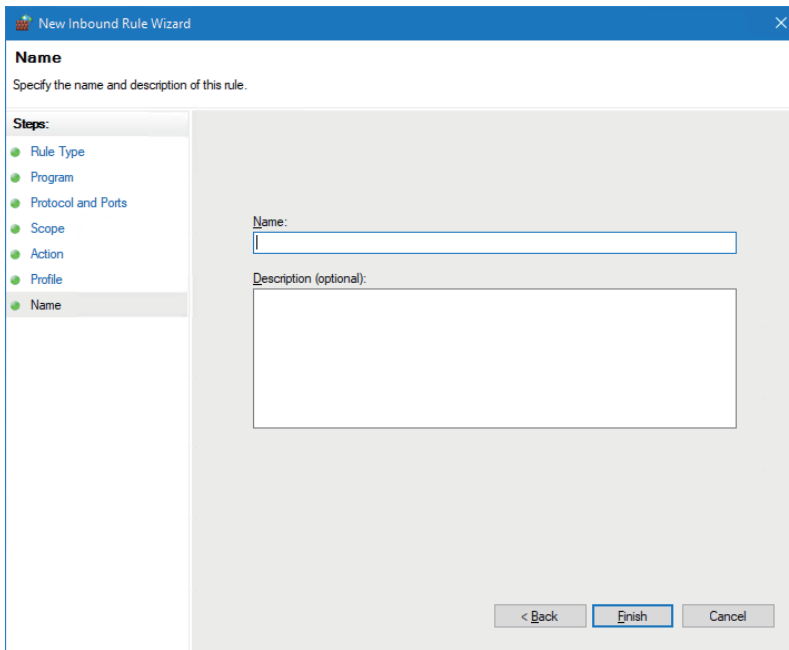 New Inbound Rule Wizard
Name
Specify the name and description of this rule.
Steps:
Rule Type
Program
Protocol and Ports
Scope
Action
Profile
Name
Name:
Description (optional):
< Back
Finish
Cancel